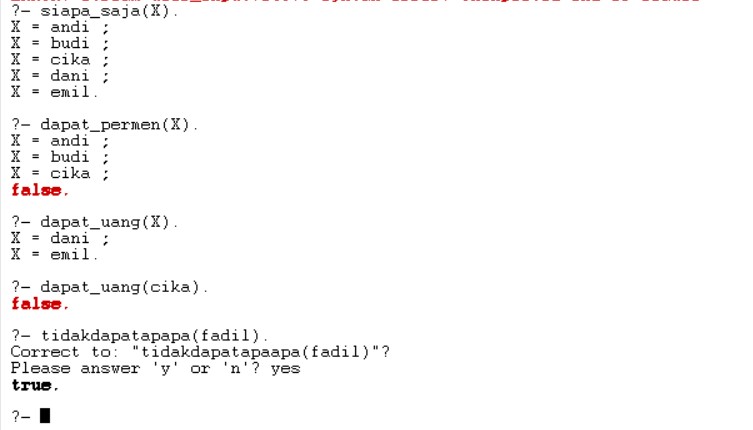 ?- siapa_saja(X).
X = andi ;
X = budi ;
X = cika ;
X = dani ;
X = emil.
?- dapat_permen(X).
X = andi ;
X = budi ;
X = cika ;
false.
?- dapat_uang(X).
X = dani ;
X = emil.
?- dapat_uang(cika).
false.
?- tidakdapatapapa(fadil).
Correct to: "tidakdapatapaapa(fadil)"?
Please answer 'y' or 'n'? yes
true.
?-